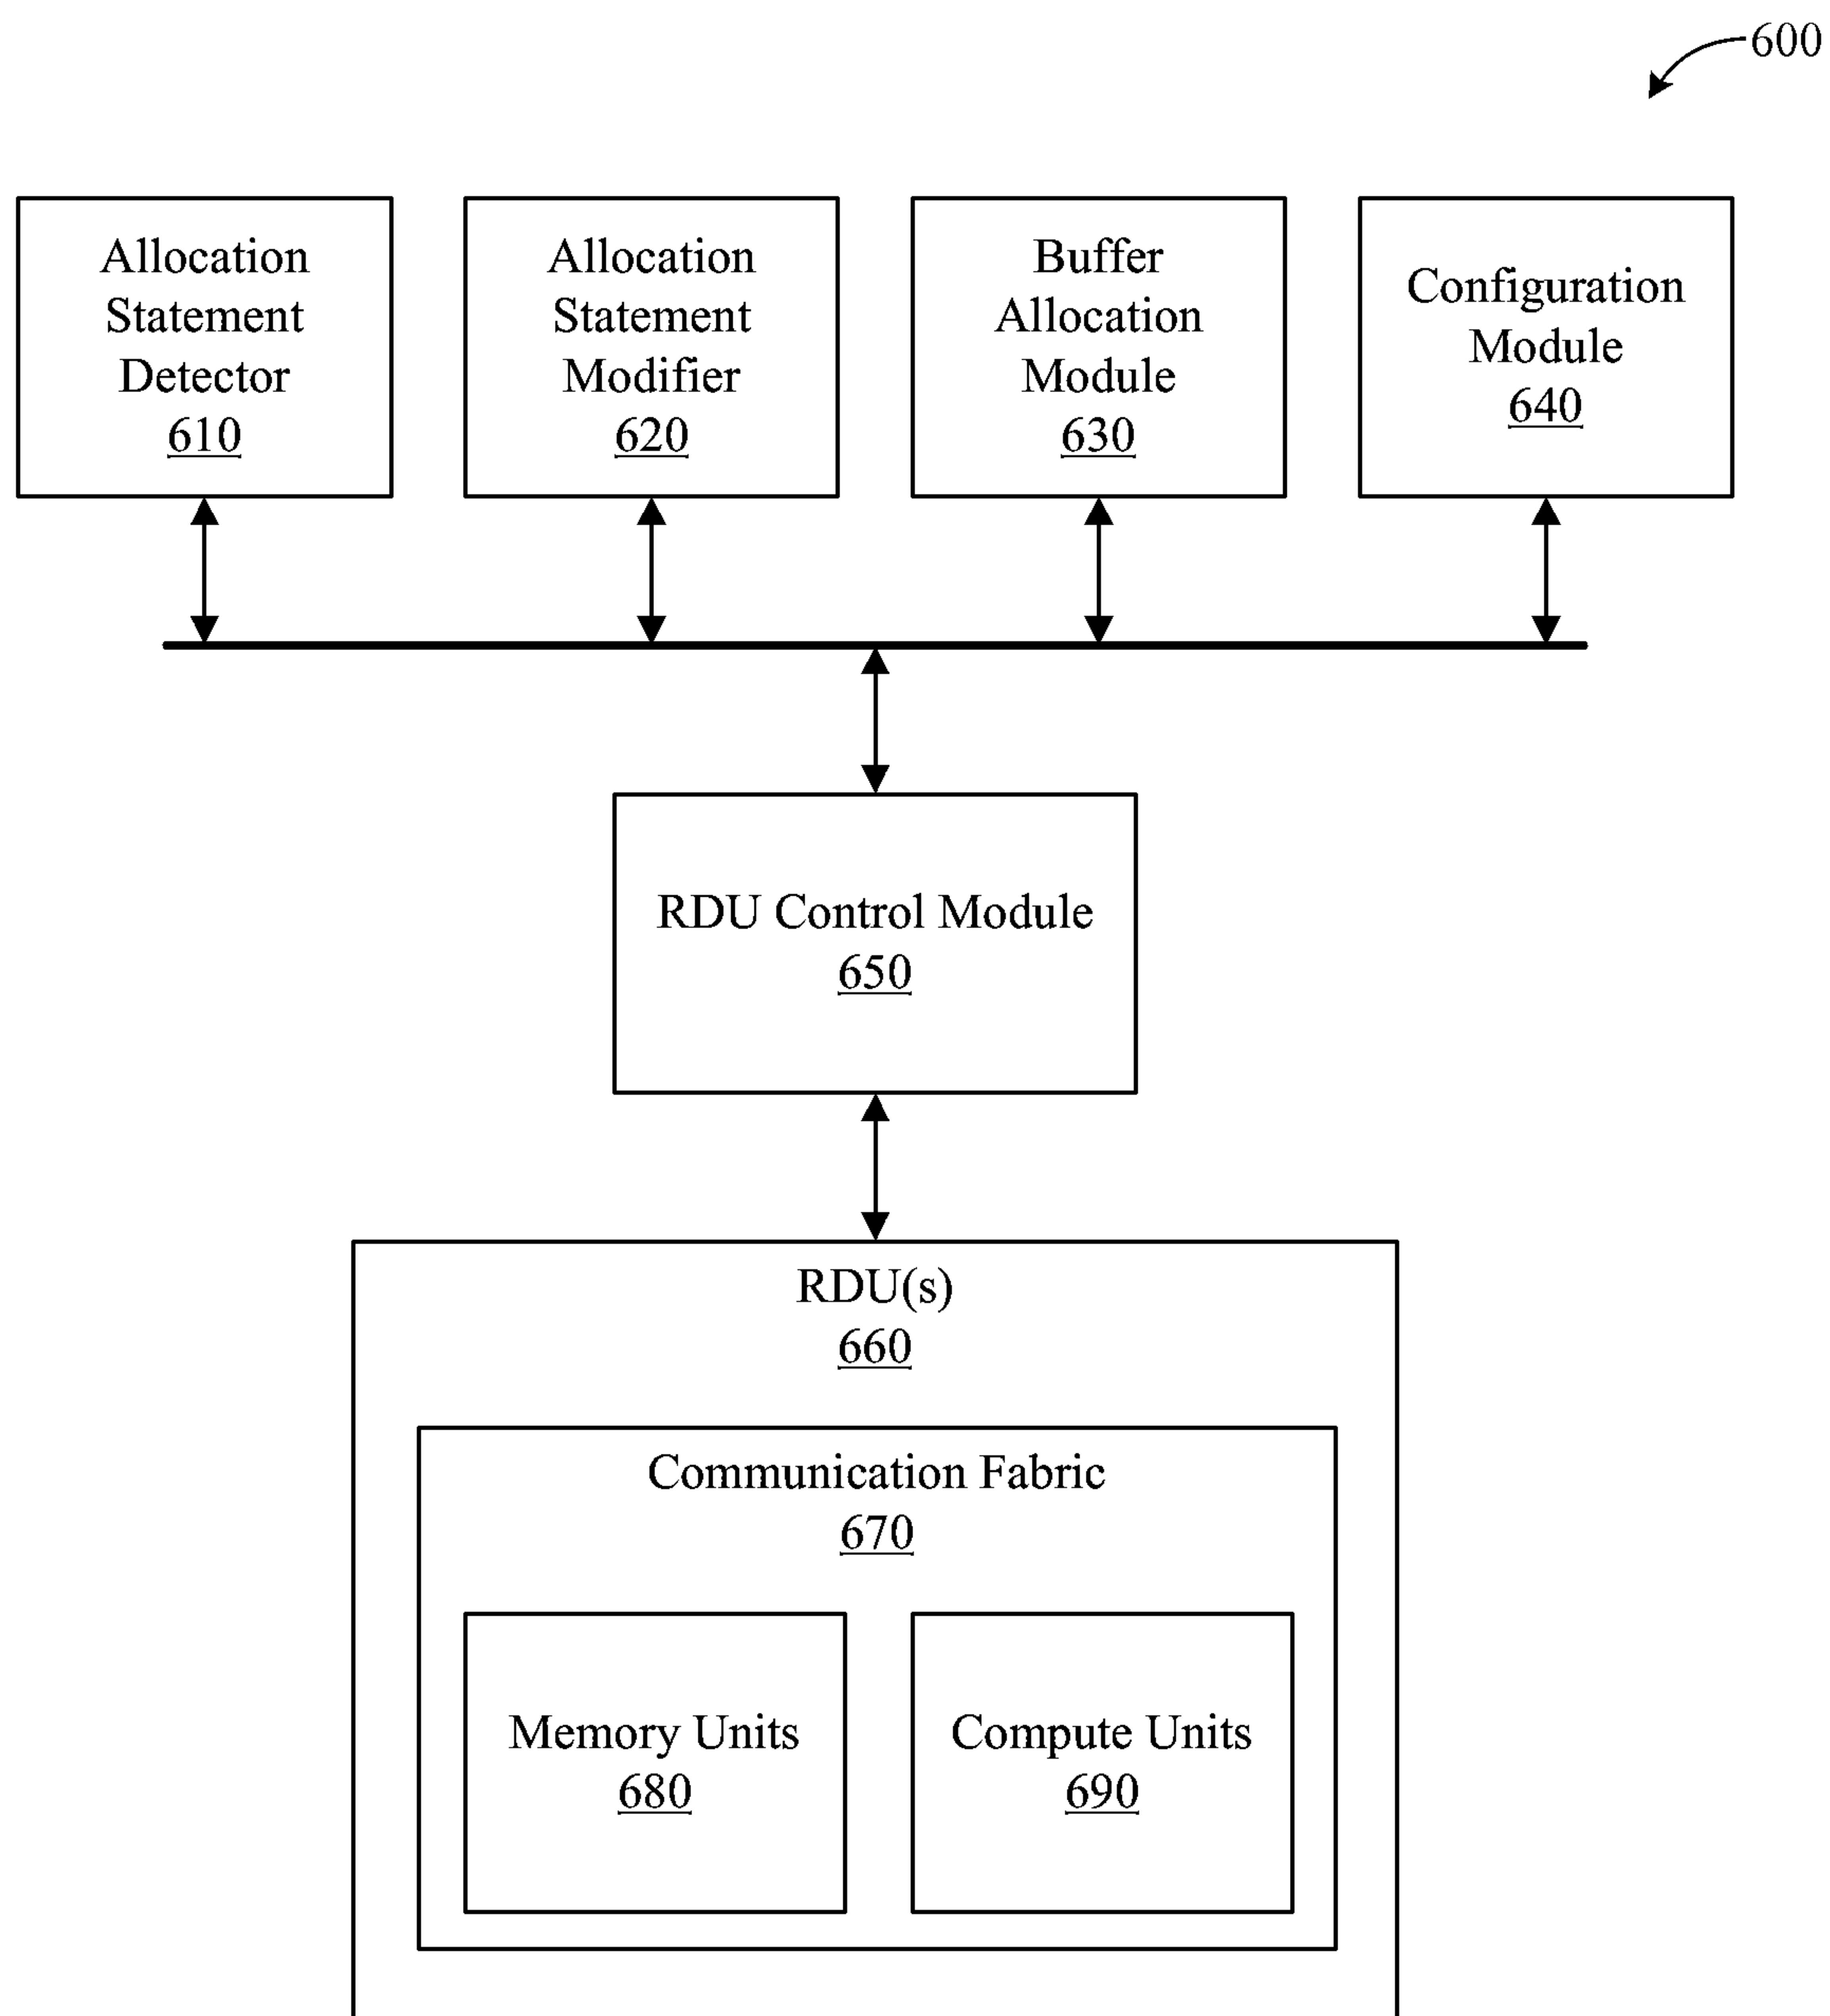 600
Allocation
Statement
Detector
610
Allocation
Statement
Modifier
620
Buffer
Allocation
Module
630
Configuration
Module
640
RDU Control Module
650
RDU(s)
660
Communication Fabric
670
Memory Units
680
Compute Units
690